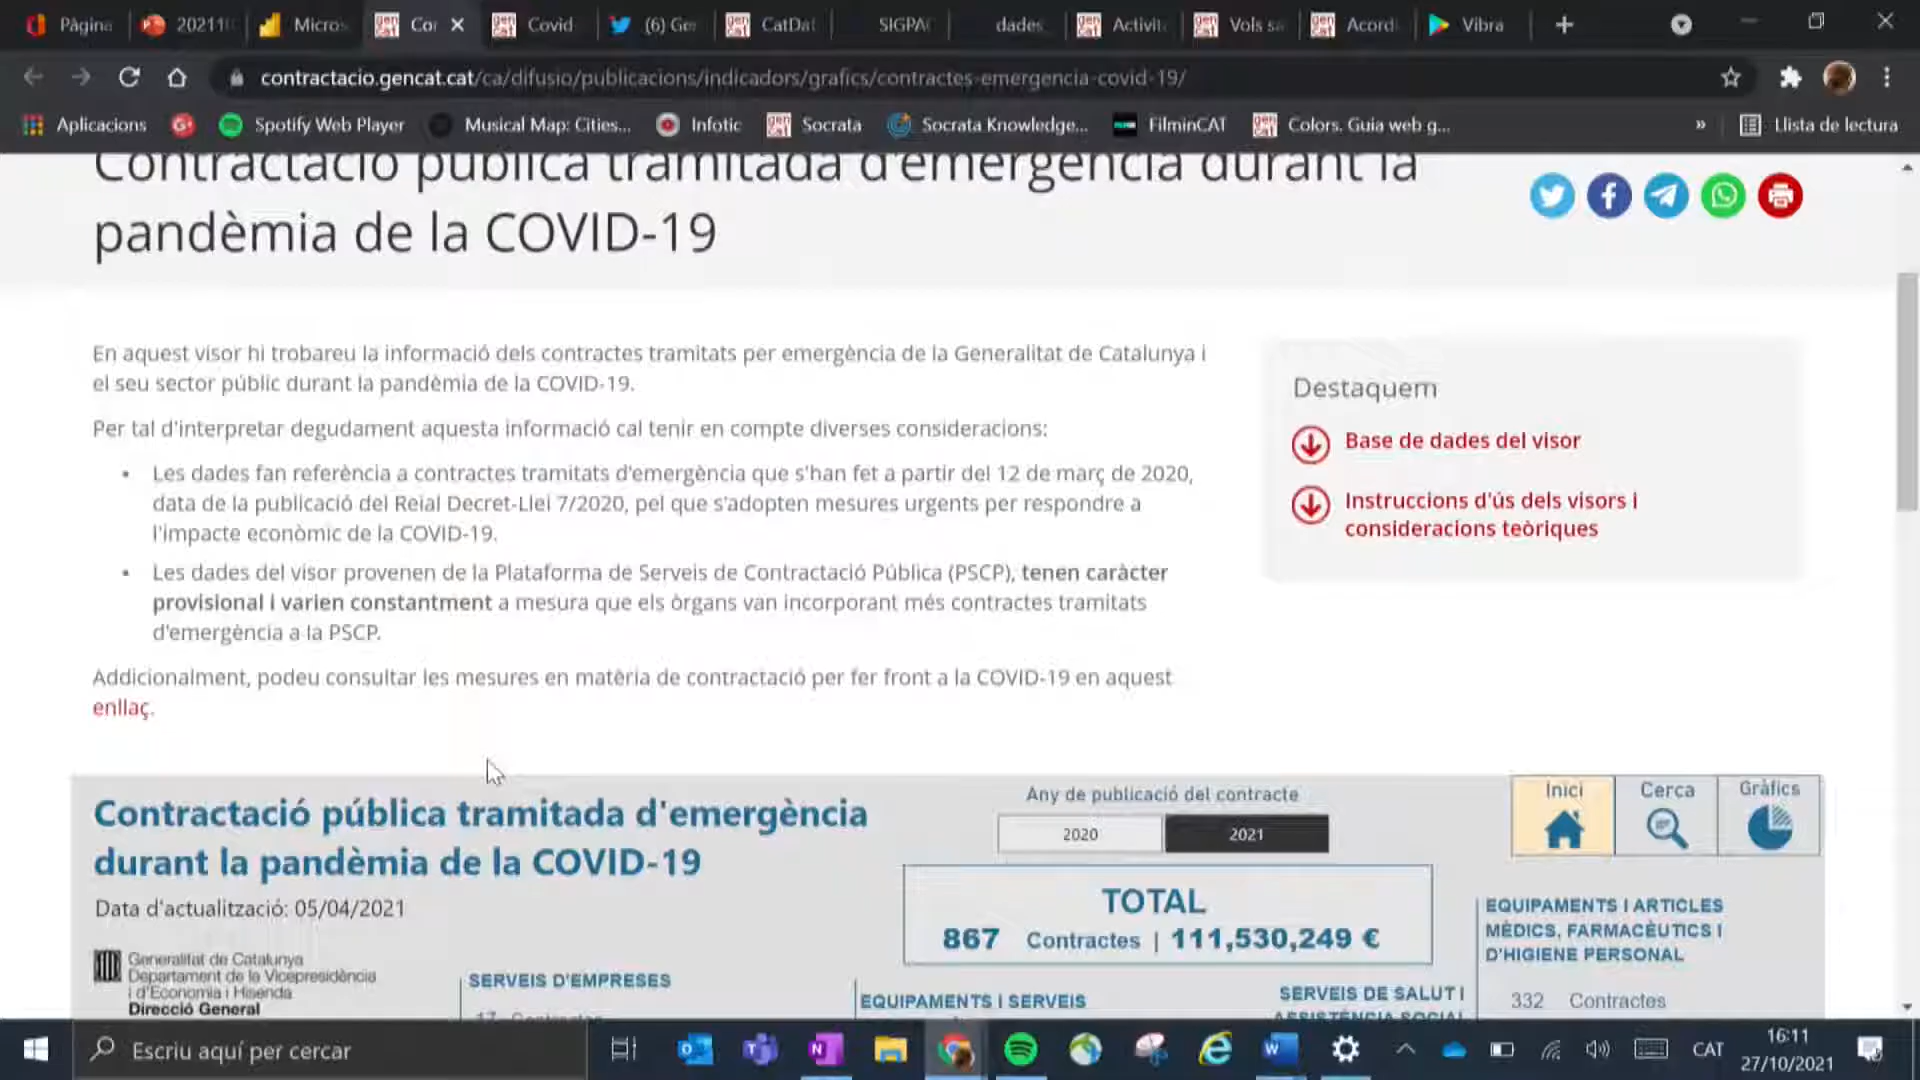 Pàgina
20211
Micros
Cor
Covid
(6) Ge
CatDat
SIGPAC
dades
Activit
Vols sa
Acord
Vibra
contractacio.gencat.cat/ca/difusio/publicacions/indicadors/grafics/contractes-emergencia-covid-19/
Aplicacions
Spotify Web Player
Musical Map: Cities...
Infotic
Socrata
Socrata Knowledge...
FilminCAT
Colors. Guia web g...
»
Llista de lectura
Contractació pública tramitada d'emergència durant la
pandèmia de la COVID-19
En aquest visor hi trobareu la informació dels contractes tramitats per emergència de la Generalitat de Catalunya i
el seu sector públic durant la pandèmia de la COVID-19.
Per tal d'interpretar degudament aquesta informació cal tenir en compte diverses consideracions:
• Les dades fan referència a contractes tramitats d'emergència que s'han fet a partir del 12 de març de 2020,
data de la publicació del Reial Decret-Llei 7/2020, pel que s'adopten mesures urgents per respondre a
l'impacte econòmic de la COVID-19.
• Les dades del visor provenen de la Plataforma de Serveis de Contractació Pública (PSCP), tenen caràcter
provisional i varien constantment a mesura que els òrgans van incorporant més contractes tramitats
d'emergència a la PSCP.
Addicionalment, podeu consultar les mesures en matèria de contractació per fer front a la COVID-19 en aquest
enllaç.
Destaquem
Base de dades del visor
Instruccions d'ús dels visors i
consideracions teòriques
Contractació pública tramitada d'emergència
durant la pandèmia de la COVID-19
Data d'actualització: 05/04/2021
Generalitat de Catalunya
Departament de la Vicepresidència
i d'Economia i Hisenda
Direcció General
Any de publicació del contracte
2020
2021
TOTAL
867 Contractes | 111,530,249 €
Inici
Cerca
Gràfics
SERVEIS D'EMPRESES
17 Contractes
EQUIPAMENTS I SERVEIS
SERVEIS DE SALUT I
ASSISTÈNCIA SOCIAL
EQUIPAMENTS I ARTICLES
MÈDICS, FARMACÈUTICS I
D'HIGIENE PERSONAL
332 Contractes
Escriu aquí per cercar
CAT
16:11
27/10/2021